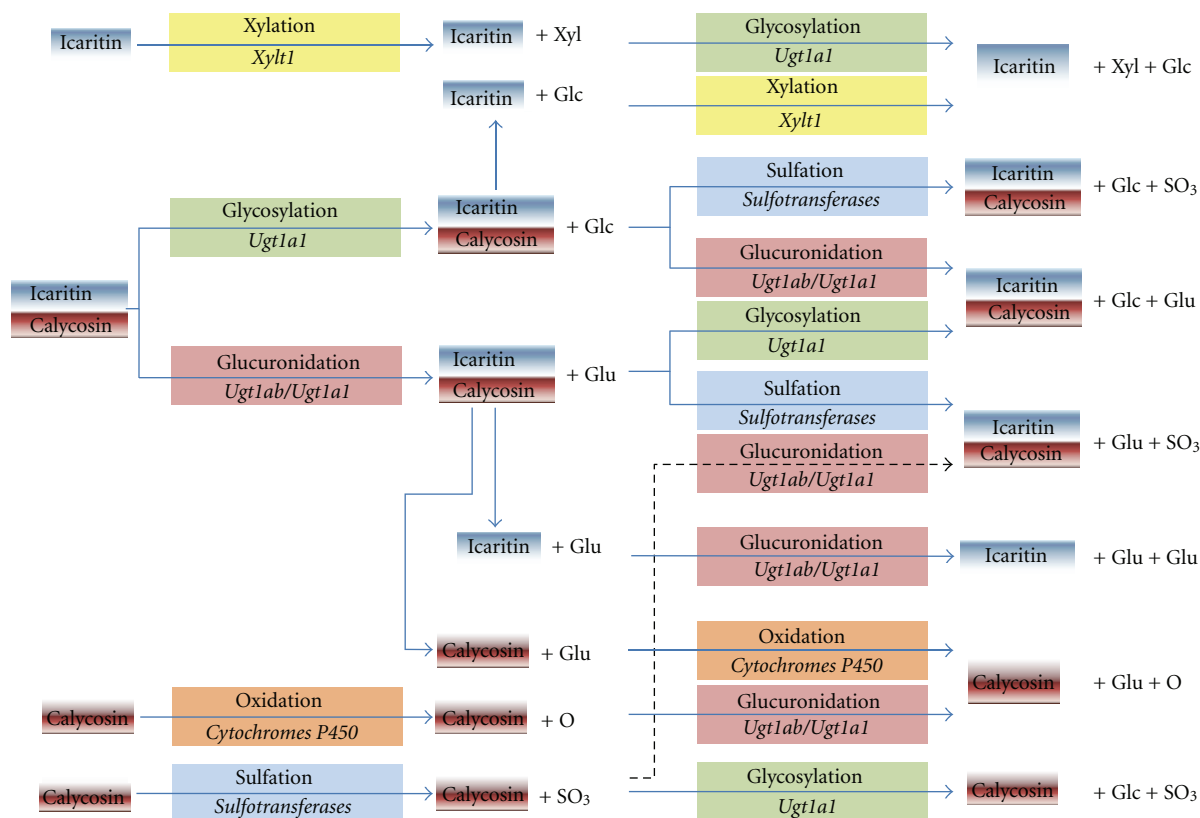 Icaritin
Xylation
Xylt1
Icaritin + Xyl
Glycosylation
Ugt1a1
Icaritin + Xyl + Glc
Icaritin + Glc
Xylation
Xylt1
Icaritin
Calycosin
Glycosylation
Ugt1a1
Icaritin
Calycosin
+ Glc
Sulfation
Sulfotransferases
Icaritin
Calycosin
+ Glc + SO₃
Glucuronidation
Ugt1ab/Ugt1a1
Icaritin
Calycosin
+ Glc + Glu
Glycosylation
Ugt1a1
Glucuronidation
Ugt1ab/Ugt1a1
Icaritin
Calycosin
+ Glu
Sulfation
Sulfotransferases
Icaritin
Calycosin
+ Glu + SO₃
Glucuronidation
Ugt1ab/Ugt1a1
Icaritin + Glu
Glucuronidation
Ugt1ab/Ugt1a1
Icaritin + Glu + Glu
Calycosin + Glu
Oxidation
Cytochromes P450
Calycosin + Glu + O
Calycosin
Oxidation
Cytochromes P450
Calycosin + O
Glucuronidation
Ugt1ab/Ugt1a1
Calycosin
Sulfation
Sulfotransferases
Calycosin + SO₃
Glycosylation
Ugt1a1
Calycosin + Glc + SO₃